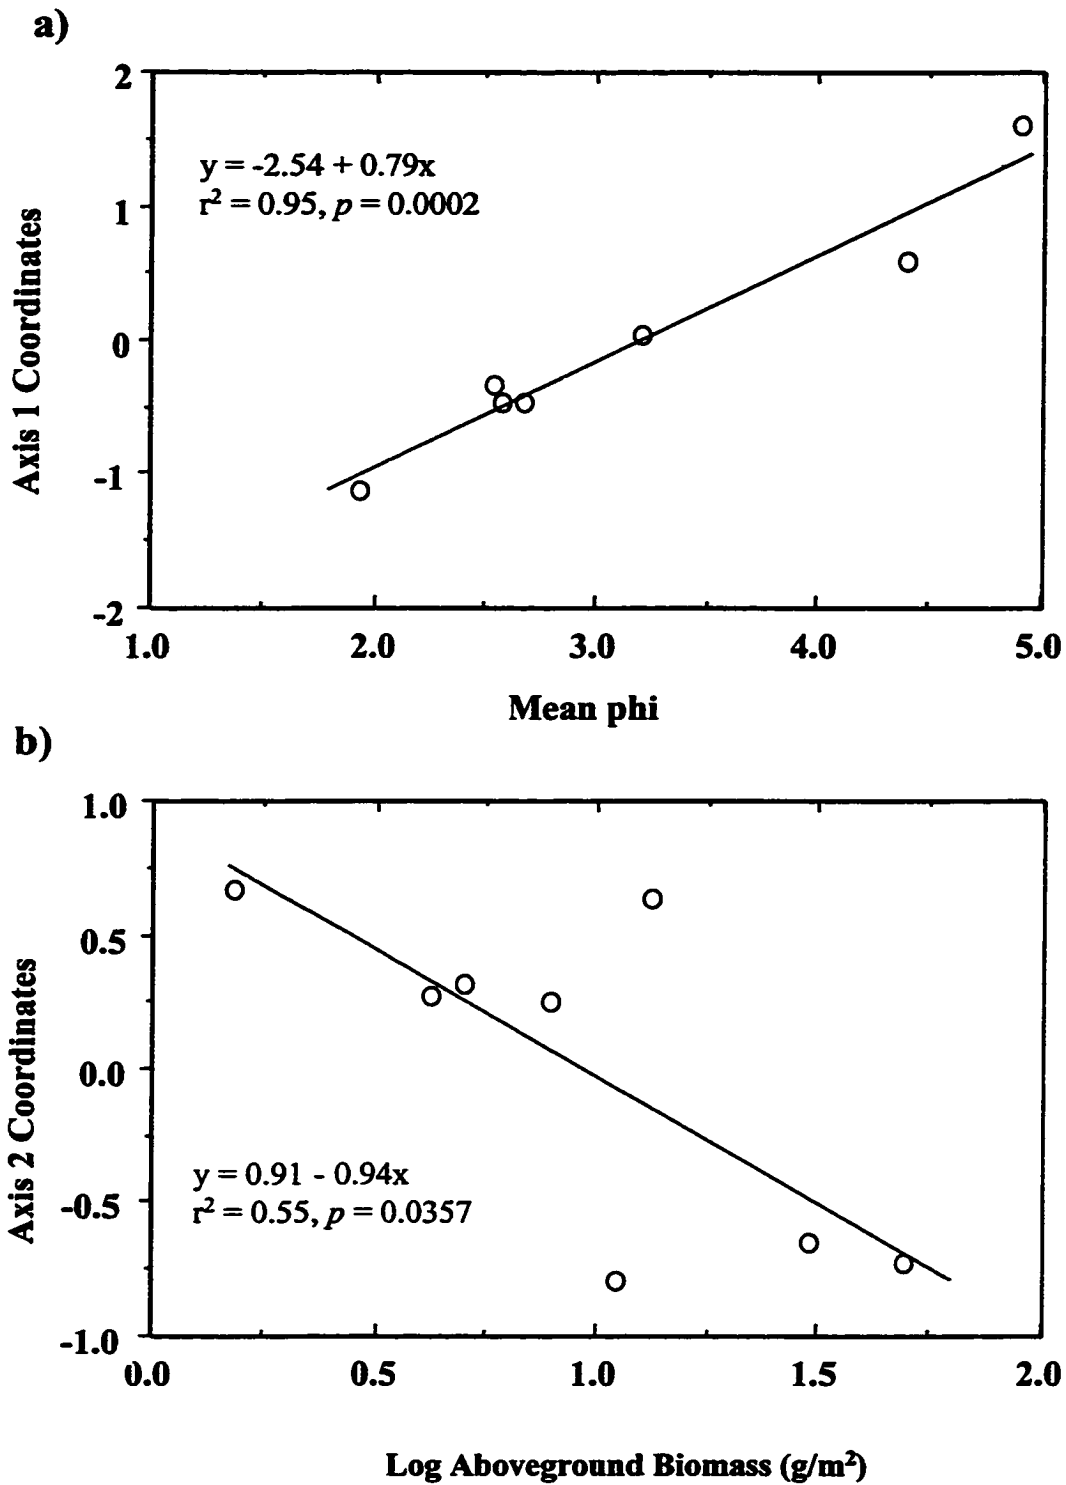 a)
2
1
0
-1
-2
Axis 1 Coordinates
y = -2.54 + 0.79x
r² = 0.95, p = 0.0002
1.0 2.0 3.0 4.0 5.0
Mean phi
b)
1.0
0.5
0.0
-0.5
-1.0
Axis 2 Coordinates
y = 0.91 - 0.94x
r² = 0.55, p = 0.0357
0.0 0.5 1.0 1.5 2.0
Log Aboveground Biomass (g/m²)